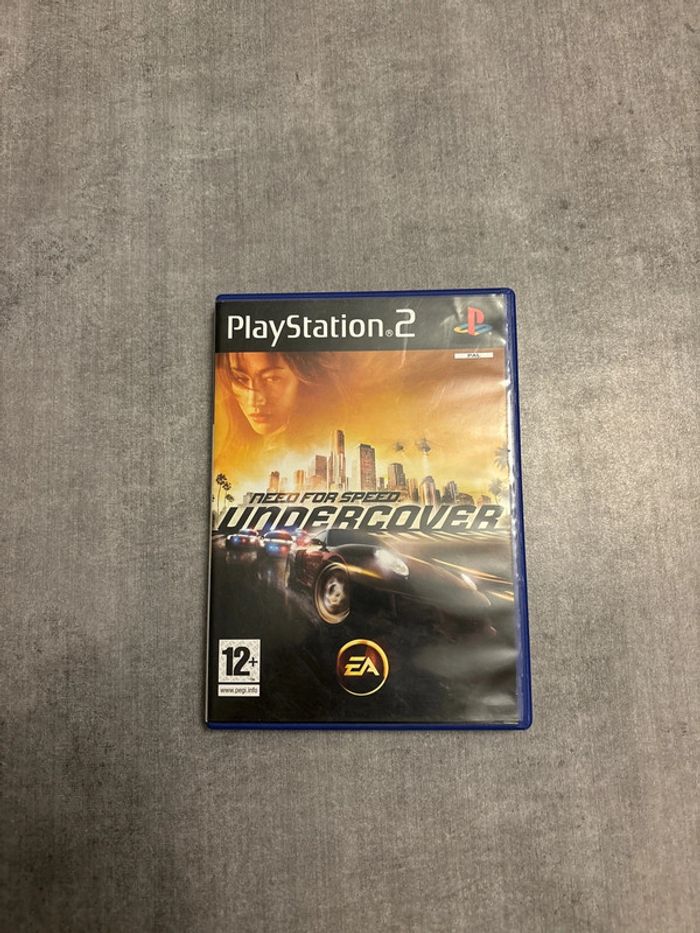 PlayStation®2
PAL
NEED FOR SPEED
UNDERCOVER
12+
www.pegi.info
EA